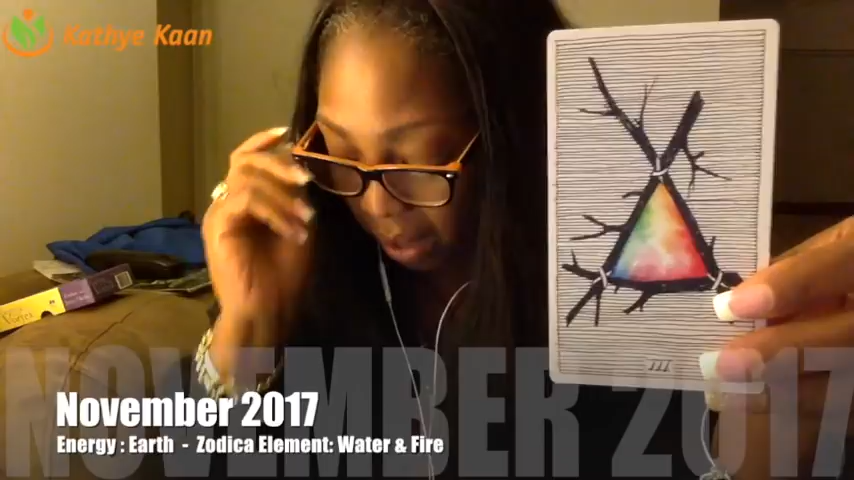 Kathye Kaan
III
NOVEMBER 2017
November 2017
Energy : Earth - Zodica Element: Water & Fire